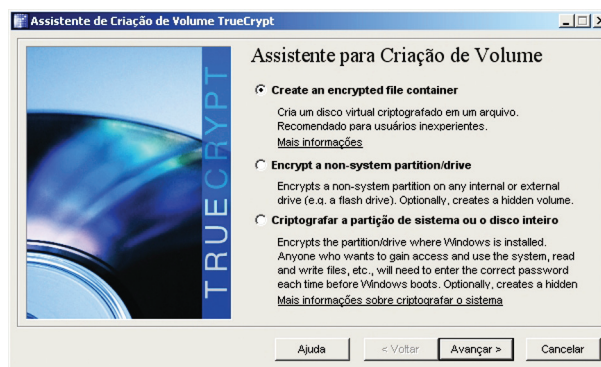 Assistente de Criação de Volume TrueCrypt
TRUECRYPT
Assistente para Criação de Volume
Create an encrypted file container
Cria um disco virtual criptografado em um arquivo.
Recomendado para usuários inexperientes.
Mais informações
Encrypt a non-system partition/drive
Encrypts a non-system partition on any internal or external
drive (e.g. a flash drive). Optionally, creates a hidden volume.
Criptografar a partição de sistema ou o disco inteiro
Encrypts the partition/drive where Windows is installed.
Anyone who wants to gain access and use the system, read
and write files, etc., will need to enter the correct password
each time before Windows boots. Optionally, creates a hidden
Mais informações sobre criptografar o sistema
Ajuda
< Voltar
Avançar >
Cancelar